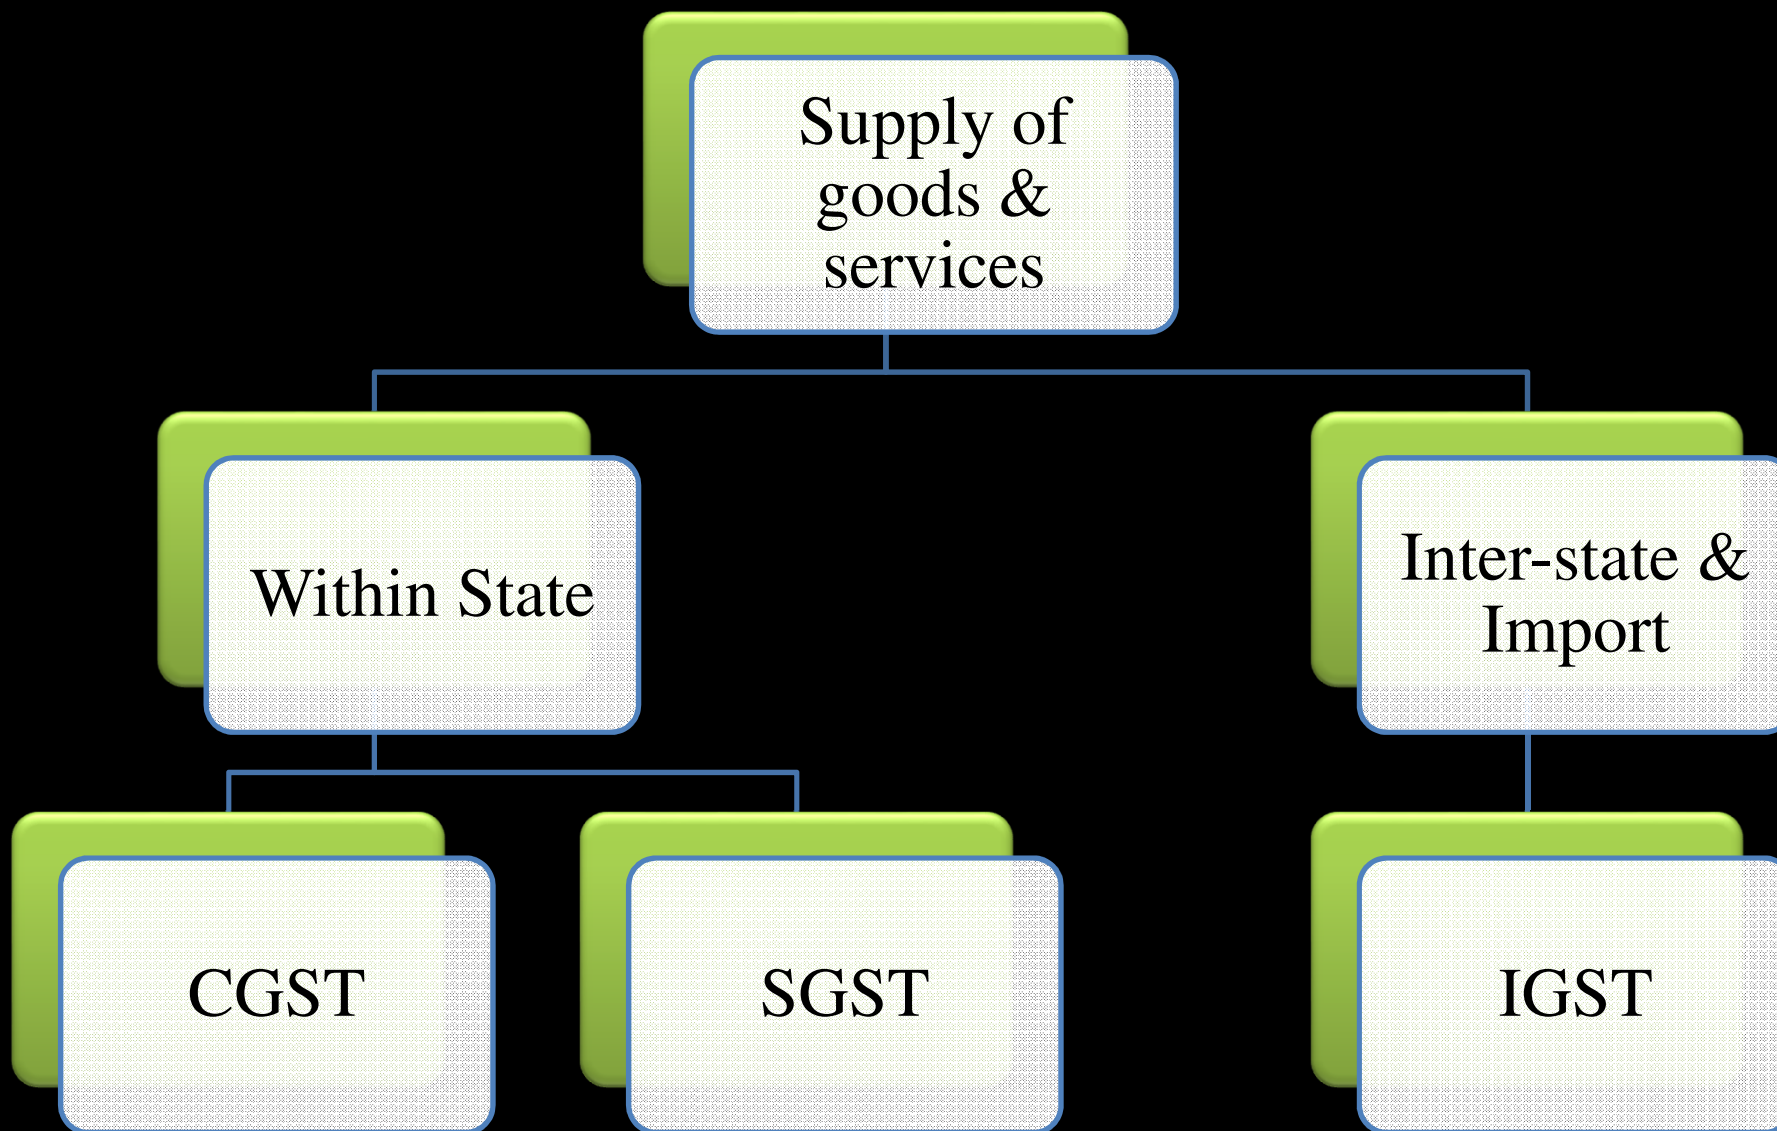 Supply of
goods &
services
Within State
Inter-state &
Import
CGST
SGST
IGST